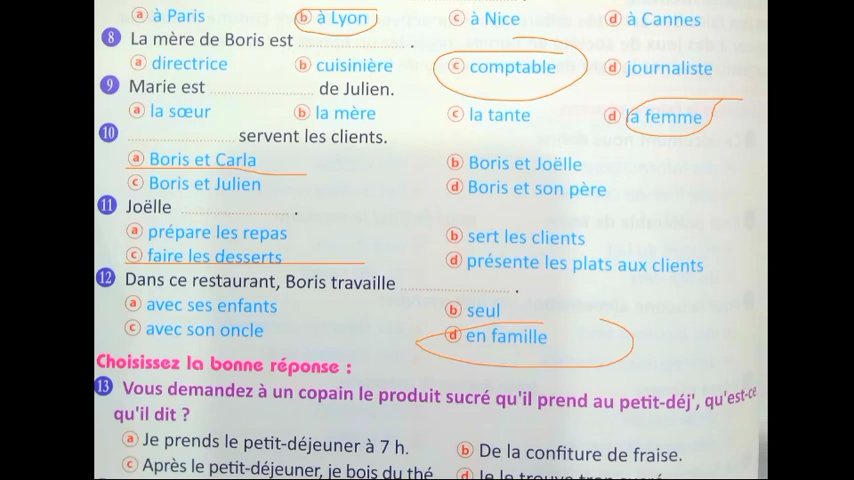 a à Paris b à Lyon c à Nice d à Cannes
8 La mère de Boris est .................... .
a directrice b cuisinière c comptable d journaliste
9 Marie est .................... de Julien.
a la sœur b la mère c la tante d la femme
10 .................... servent les clients.
a Boris et Carla b Boris et Joëlle
c Boris et Julien d Boris et son père
11 Joëlle .................... .
a prépare les repas b sert les clients
c faire les desserts d présente les plats aux clients
12 Dans ce restaurant, Boris travaille .................... .
a avec ses enfants b seul
c avec son oncle d en famille
Choisissez la bonne réponse :
13 Vous demandez à un copain le produit sucré qu'il prend au petit-déj', qu'est-ce
qu'il dit ?
a Je prends le petit-déjeuner à 7 h. b De la confiture de fraise.
c Après le petit-déjeuner, je bois du thé d Je le trouve trop sucré